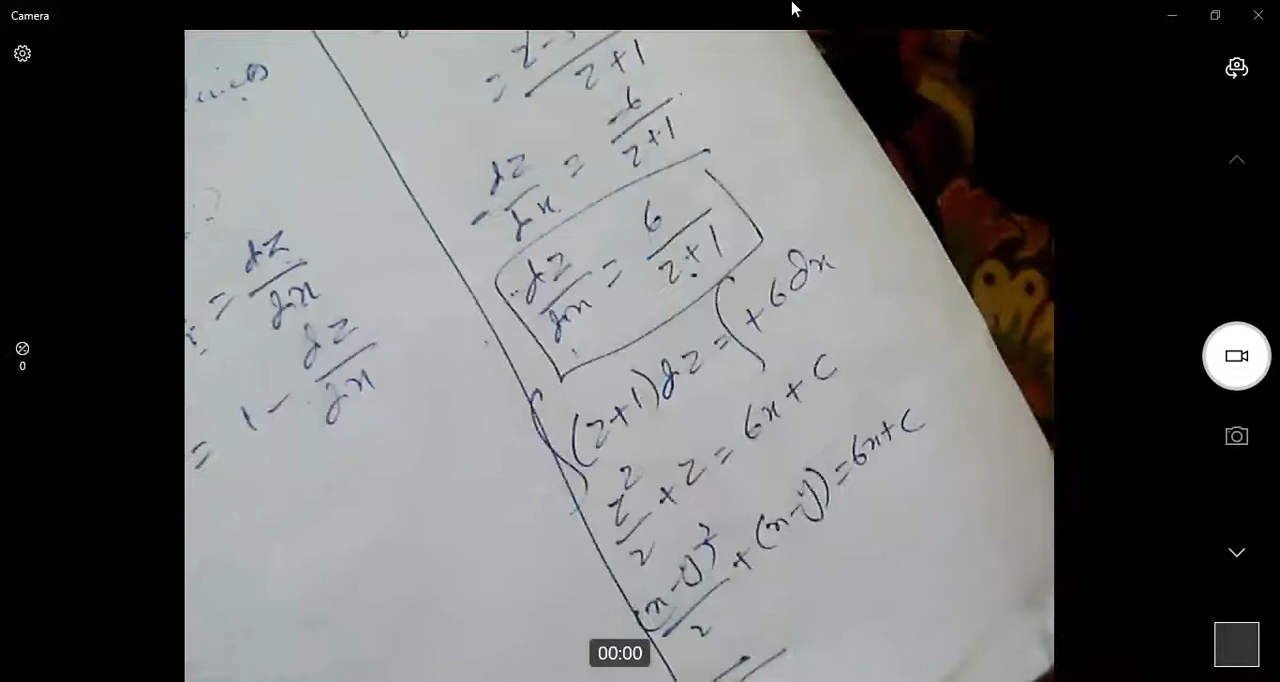 Camera
= dz/dx
= 1 - dz/dx
= z-5/z+1
-dz/dx = -6/z+1
dz/dx = 6/z+1
∫(z+1)dz = ∫+6dx
z²/2 + z = 6x+c
(x-y)²/2 + (x-y) = 6x+c
0
00:00